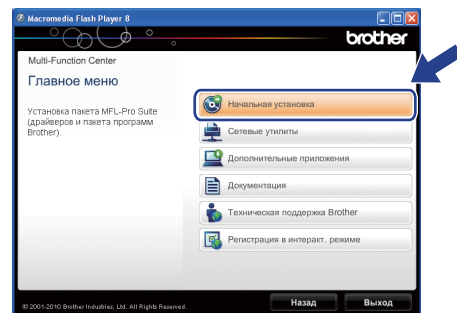 Macromedia Flash Player 8
brother
Multi-Function Center
Главное меню
Установка пакета MFL-Pro Suite
(драйверов и пакета программ
Brother).
Начальная установка
Сетевые утилиты
Дополнительные приложения
Документация
Техническая поддержка Brother
Регистрация в интеракт. режиме
© 2001-2010 Brother Industries, Ltd. All Rights Reserved.
Назад
Выход